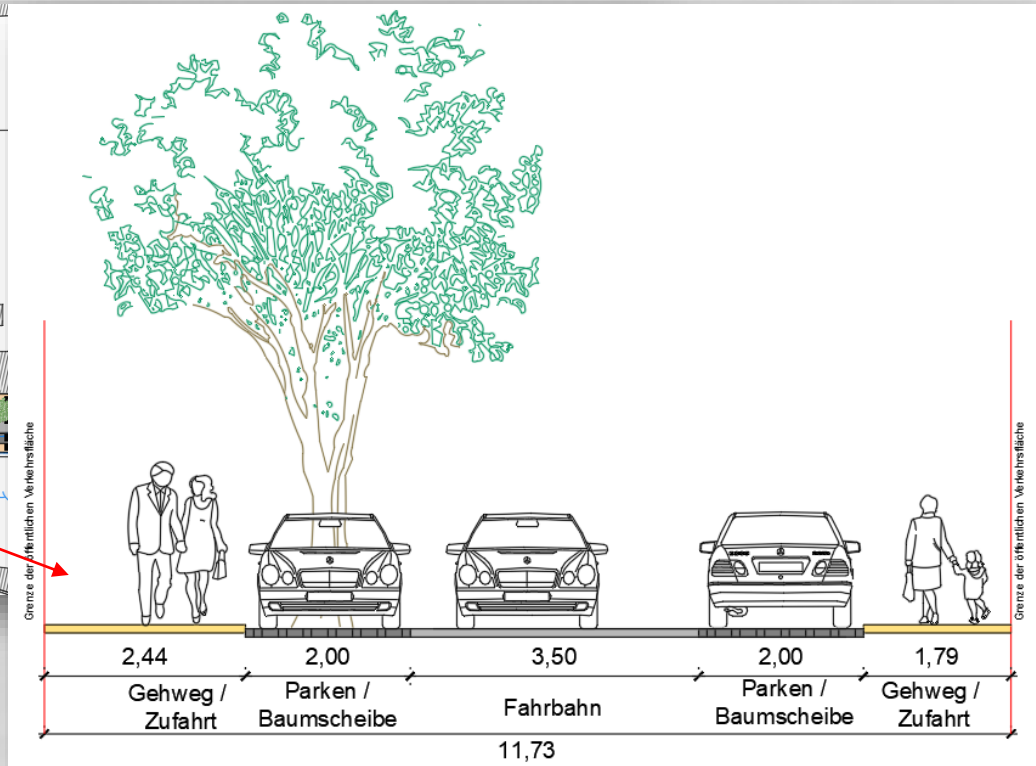 Grenze der öffentlichen Verkehrsfläche
Grenze der öffentlichen Verkehrsfläche
2,44
2,00
3,50
2,00
1,79
Gehweg /
Zufahrt
Parken /
Baumscheibe
Fahrbahn
Parken /
Baumscheibe
Gehweg /
Zufahrt
11,73